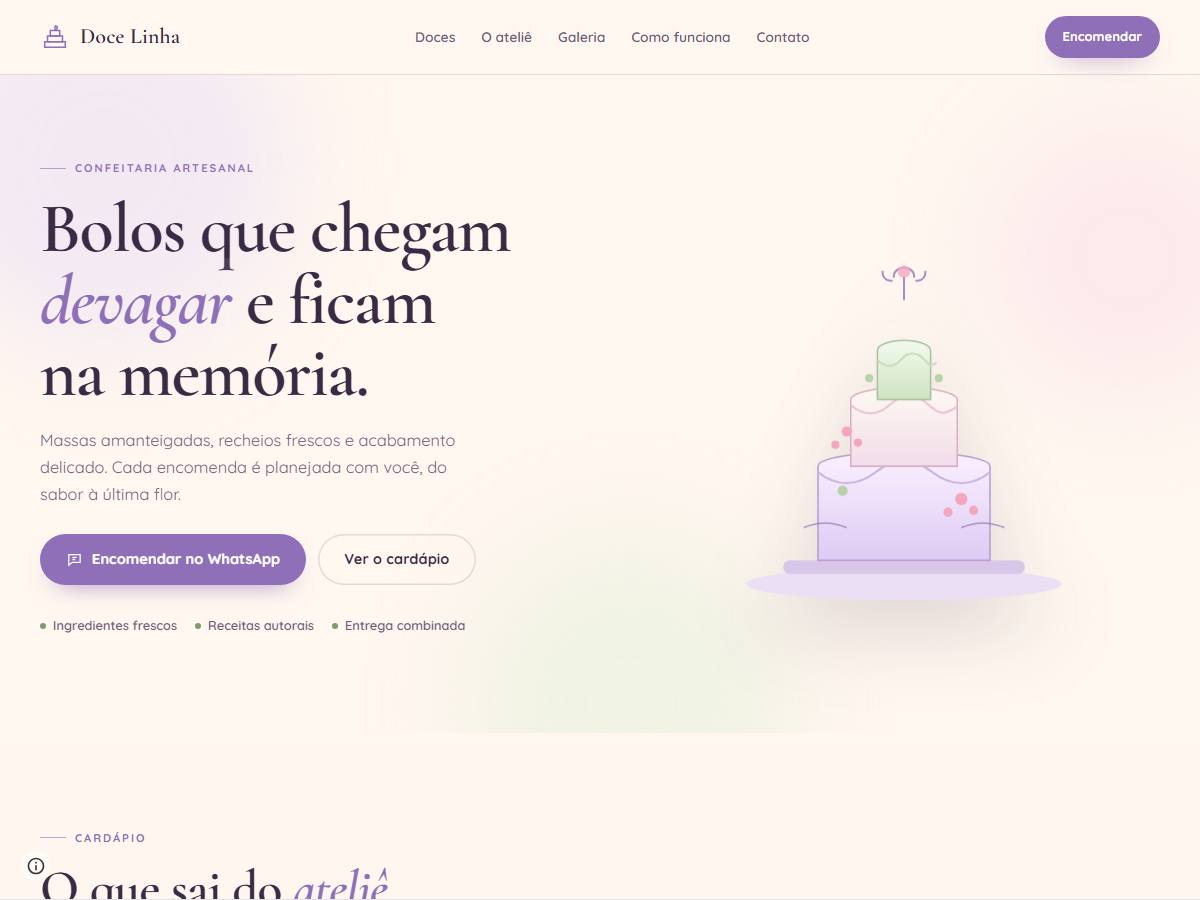 Doce Linha
Doces
O ateliê
Galeria
Como funciona
Contato
Encomendar
CONFEITARIA ARTESANAL
Bolos que chegam
devagar e ficam
na memória.
Massas amanteigadas, recheios frescos e acabamento
delicado. Cada encomenda é planejada com você, do
sabor à última flor.
Encomendar no WhatsApp
Ver o cardápio
Ingredientes frescos
Receitas autorais
Entrega combinada
CARDÁPIO
O que sai do ateliê